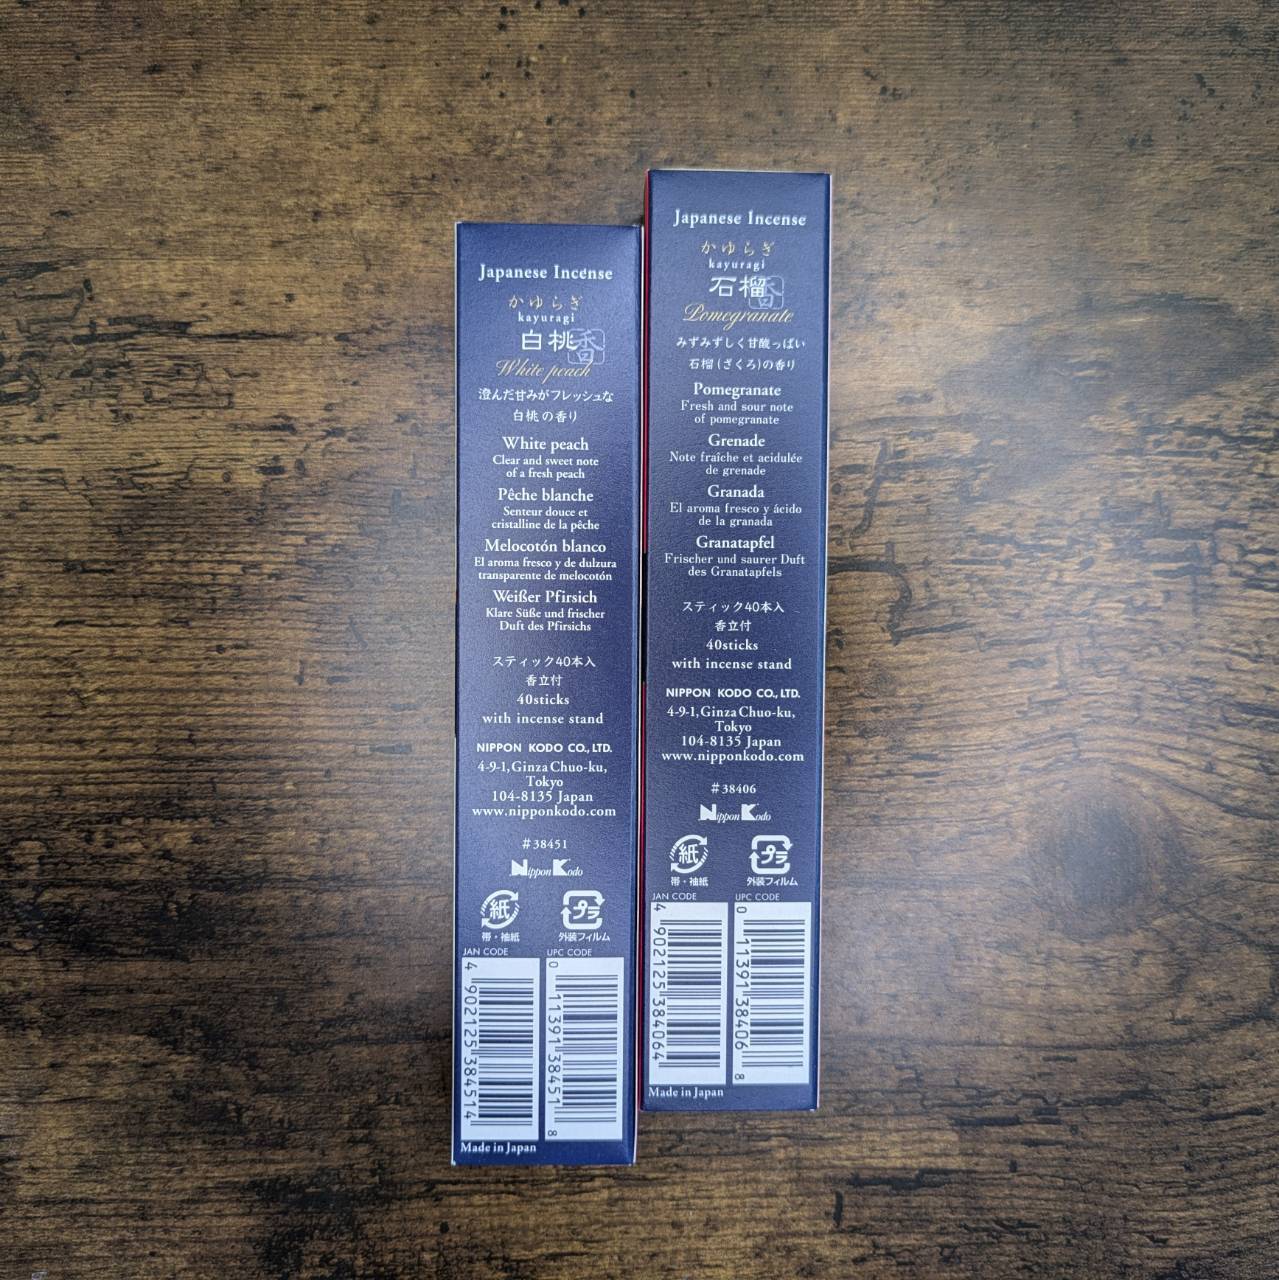 Japanese Incense
かゆらぎ
kayuragi
白桃
香
White peach
澄んだ甘みがフレッシュな
白桃の香り
White peach
Clear and sweet note
of a fresh peach
Pêche blanche
Senteur douce et
cristalline de la pêche
Melocotón blanco
El aroma fresco y de dulzura
transparente de melocotón
Weißer Pfirsich
Klare Süße und frischer
Duft des Pfirsichs
スティック40本入
香立付
40sticks
with incense stand
NIPPON KODO CO., LTD.
4-9-1, Ginza Chuo-ku,
Tokyo
104-8135 Japan
www.nipponkodo.com
#38451
Nippon Kodo
紙
帯・袖紙
プラ
外装フィルム
JAN CODE
UPC CODE
4 902125 384514
0 11391 38451 8
Made in Japan
Japanese Incense
かゆらぎ
kayuragi
石榴
香
Pomegranate
みずみずしく甘酸っぱい
石榴(ざくろ)の香り
Pomegranate
Fresh and sour note
of pomegranate
Grenade
Note fraîche et acidulée
de grenade
Granada
El aroma fresco y ácido
de la granada
Granatapfel
Frischer und saurer Duft
des Granatapfels
スティック40本入
香立付
40sticks
with incense stand
NIPPON KODO CO., LTD.
4-9-1, Ginza Chuo-ku,
Tokyo
104-8135 Japan
www.nipponkodo.com
#38406
Nippon Kodo
紙
帯・袖紙
プラ
外装フィルム
JAN CODE
UPC CODE
4 902125 384064
0 11391 38406 8
Made in Japan